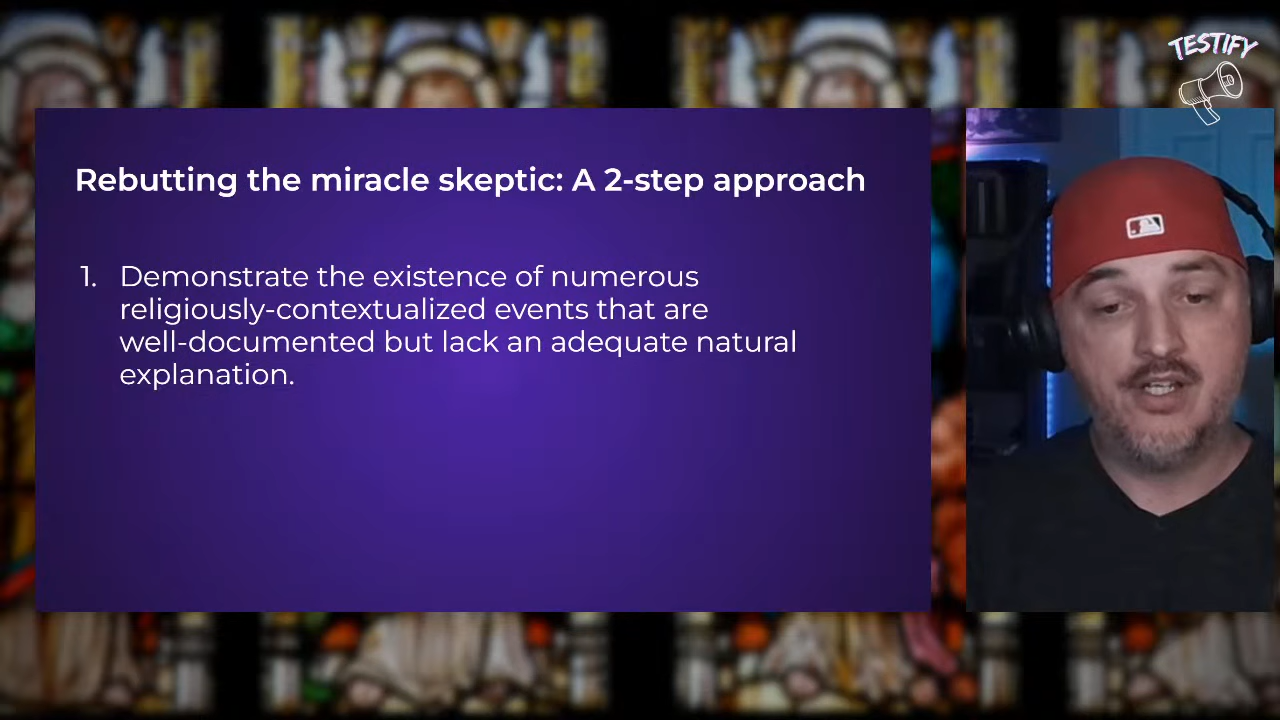 TESTIFY
Rebutting the miracle skeptic: A 2-step approach
1. Demonstrate the existence of numerous
religiously-contextualized events that are
well-documented but lack an adequate natural
explanation.